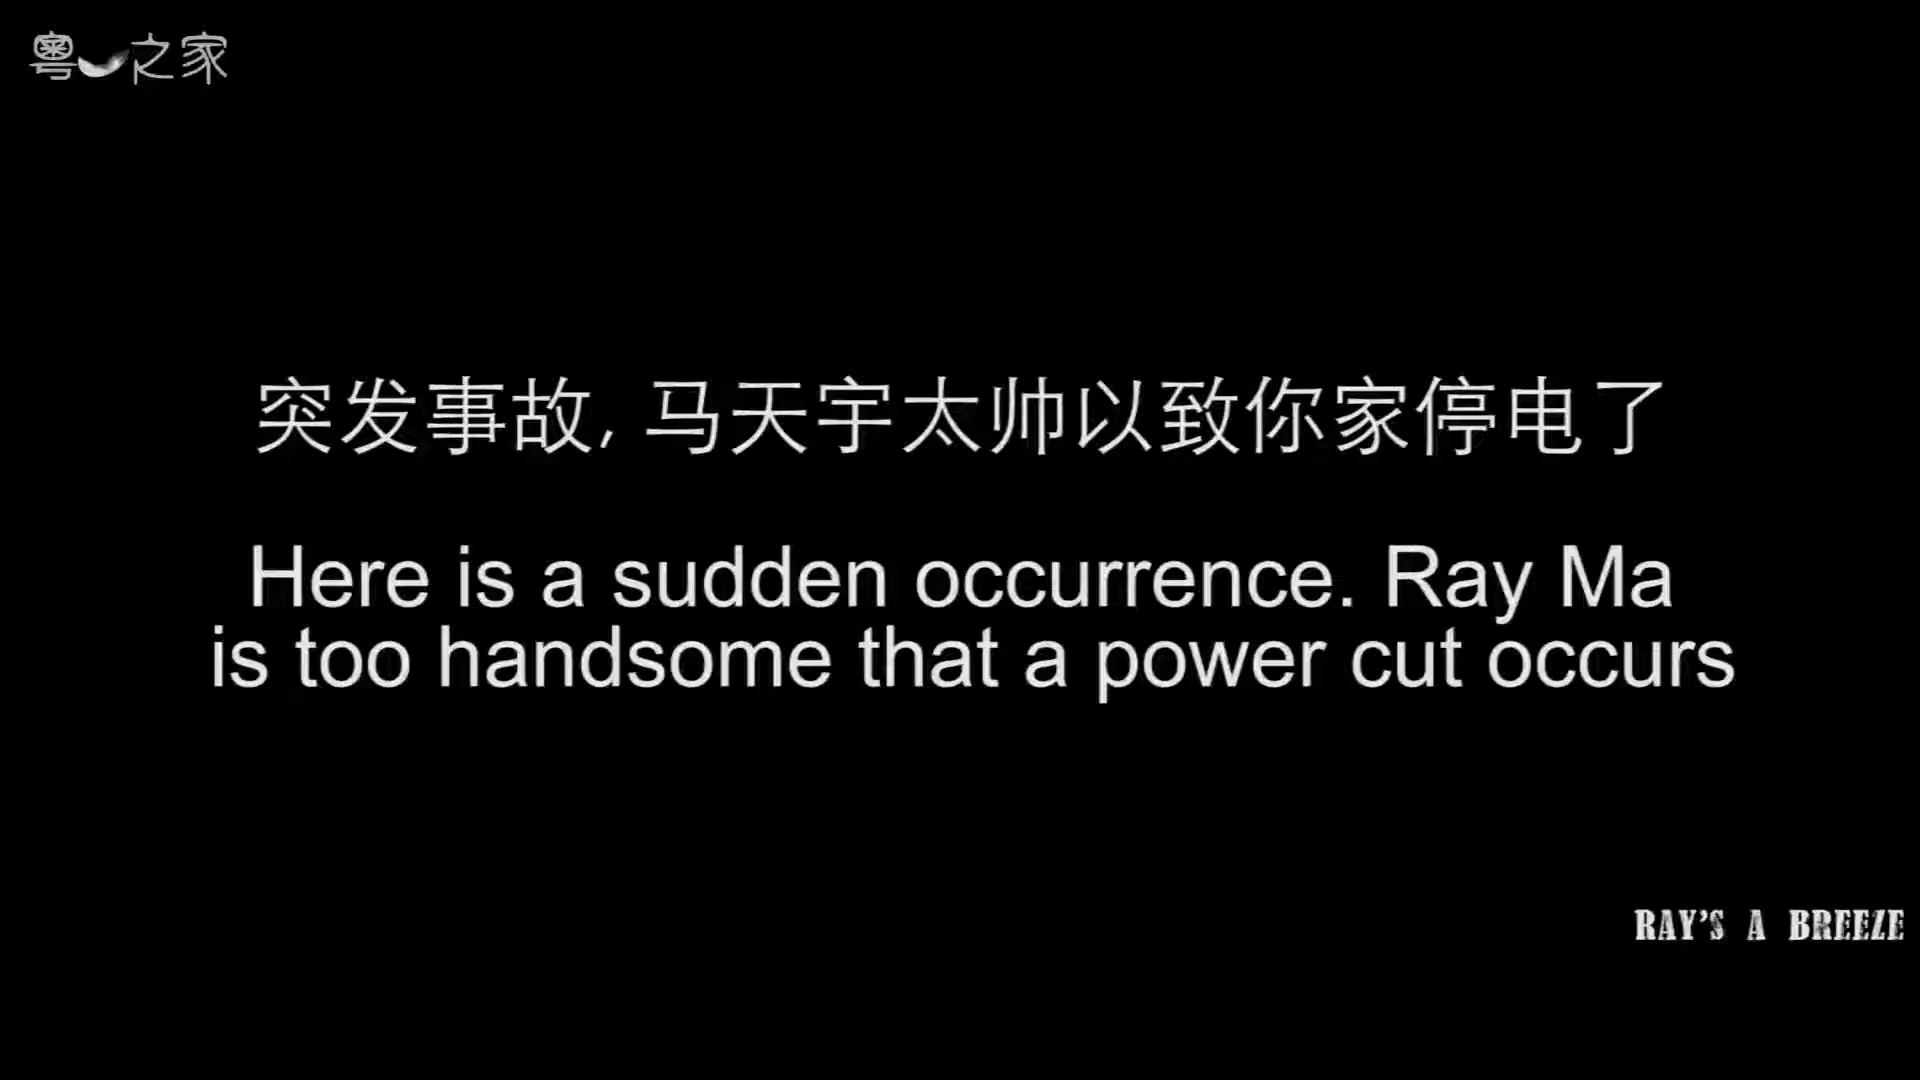 粤 之家
突发事故, 马天宇太帅以致你家停电了
Here is a sudden occurrence. Ray Ma
is too handsome that a power cut occurs
RAY'S A BREEZE